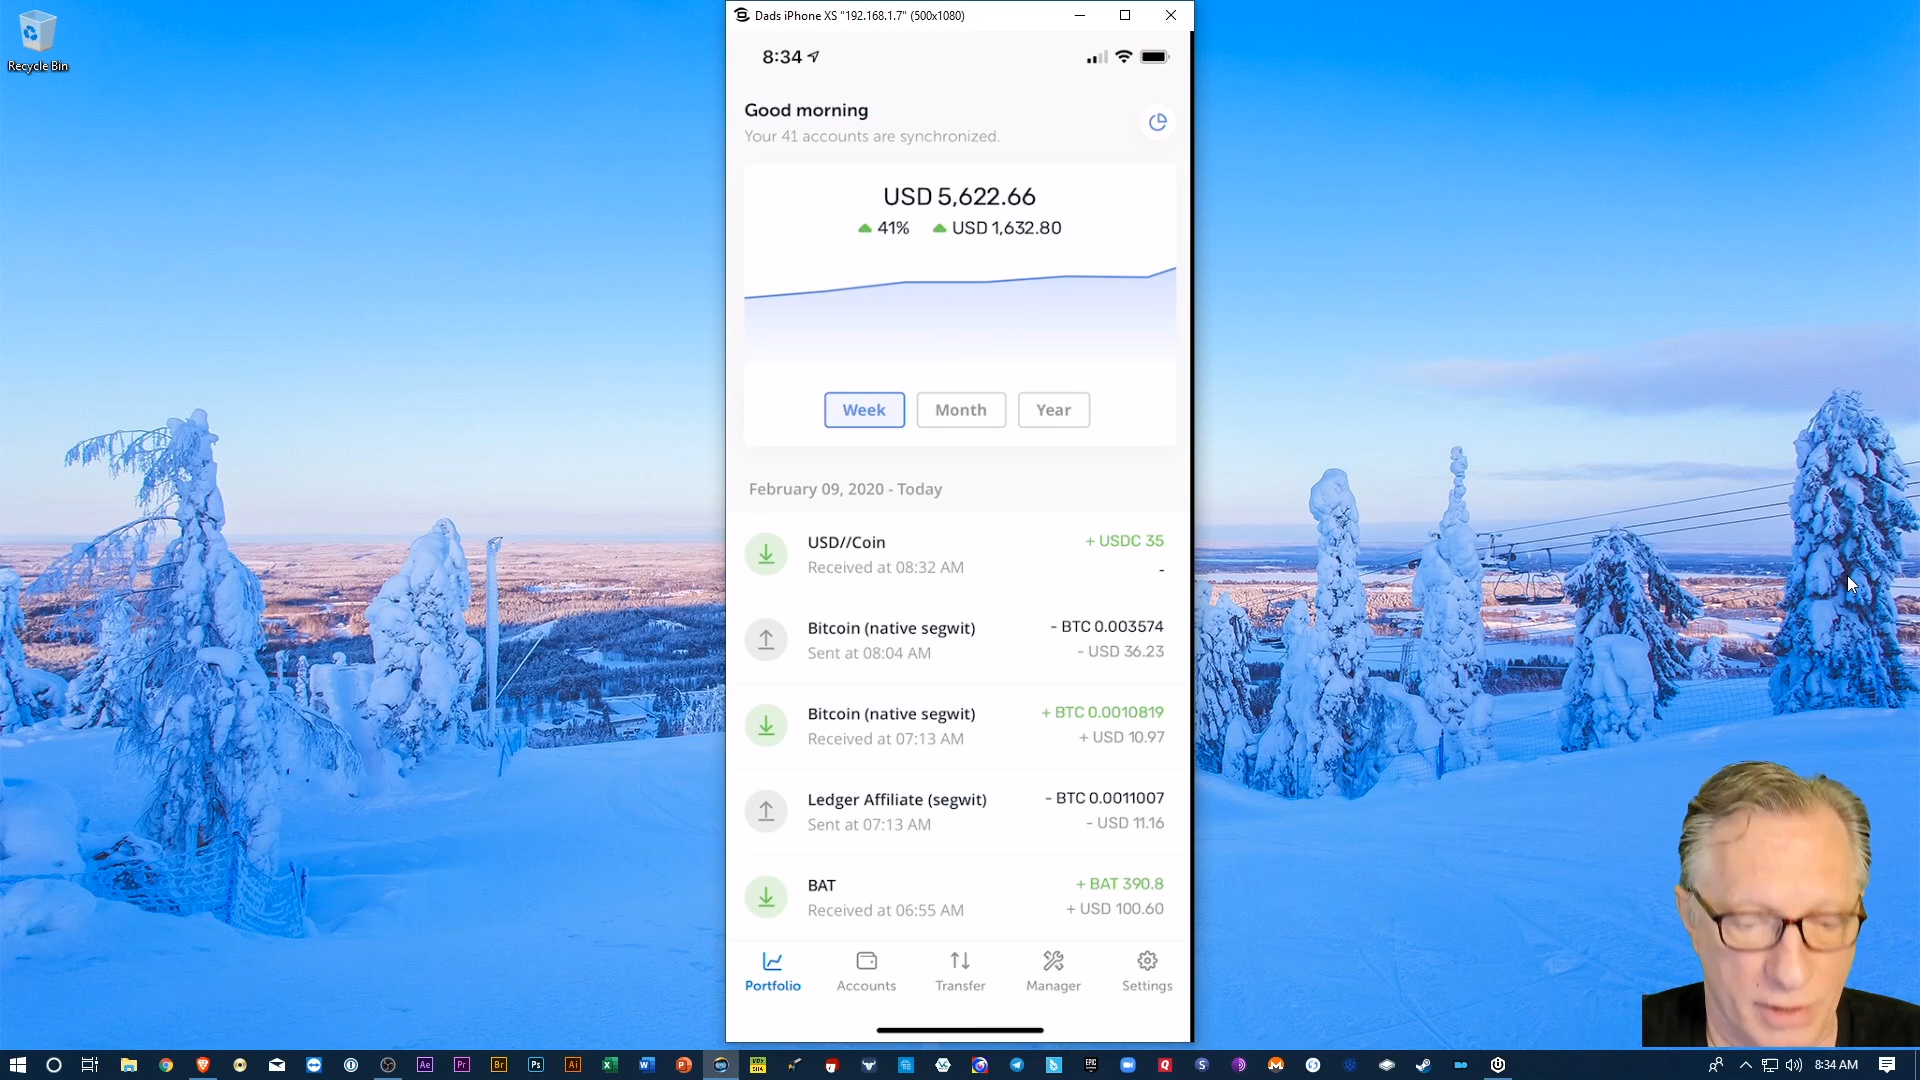 Recycle Bin
Dads iPhone XS "192.168.1.7" (500x1080)
8:34
Good morning
Your 41 accounts are synchronized.
USD 5,622.66
41% USD 1,632.80
Week Month Year
February 09, 2020 - Today
USD//Coin + USDC 35
Received at 08:32 AM -
Bitcoin (native segwit) - BTC 0.003574
Sent at 08:04 AM - USD 36.23
Bitcoin (native segwit) + BTC 0.0010819
Received at 07:13 AM + USD 10.97
Ledger Affiliate (segwit) - BTC 0.0011007
Sent at 07:13 AM - USD 11.16
BAT + BAT 390.8
Received at 06:55 AM + USD 100.60
Portfolio Accounts Transfer Manager Settings
Ae Pr Br Ps Ai 8:34 AM